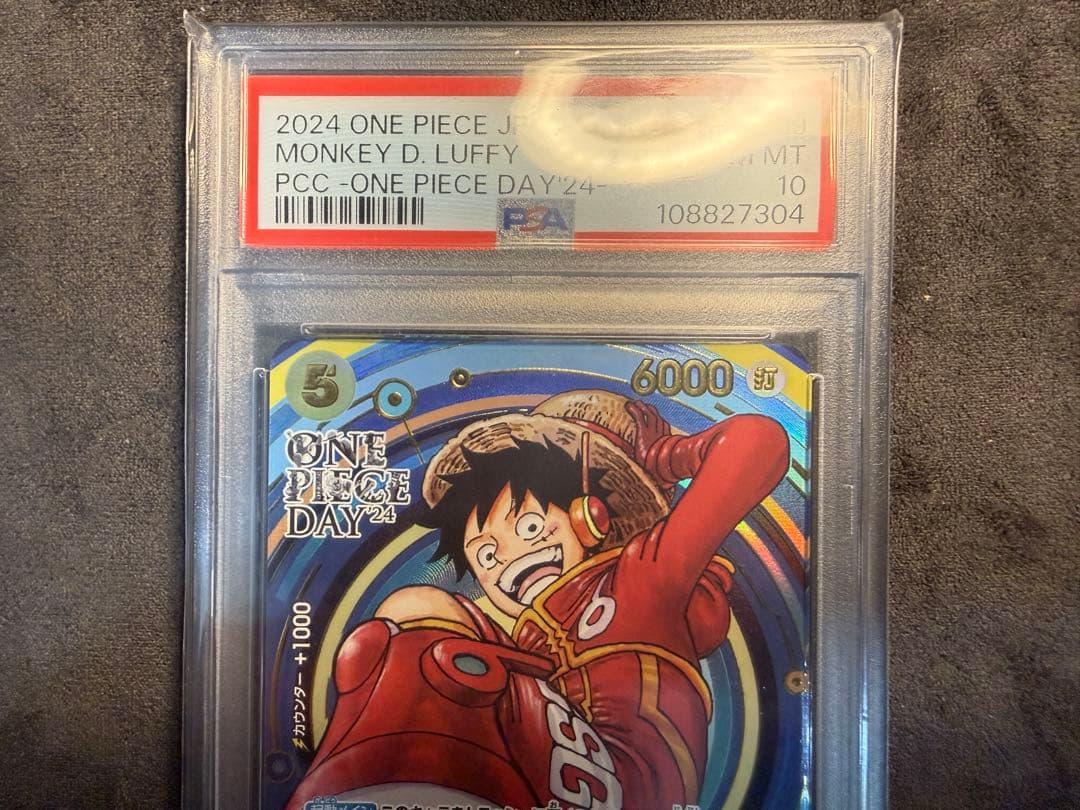 2024 ONE PIECE
MONKEY D. LUFFY MT
PCC -ONE PIECE DAY'24- 10
PSA 108827304
5 6000 打
ONE
PIECE
DAY'24
カウンター +1000